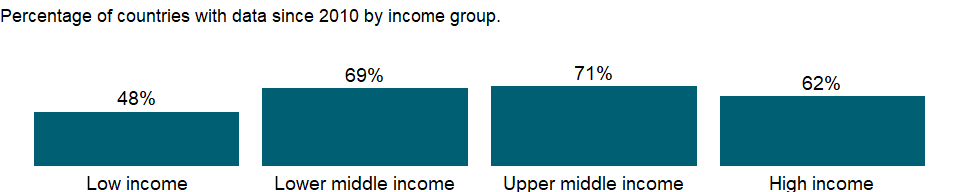 Percentage of countries with data since 2010 by income group.
48%
69%
71%
62%
Low income
Lower middle income
Upper middle income
High income